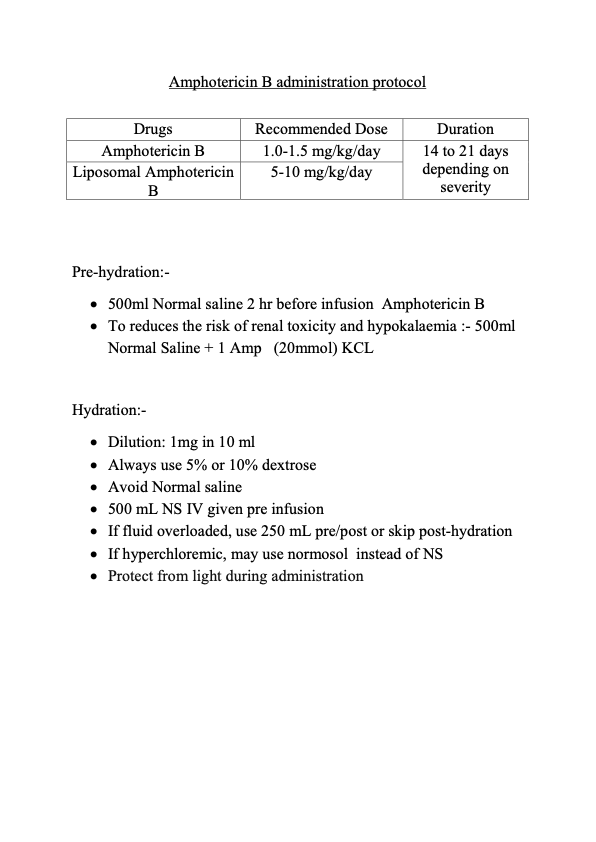 Amphotericin B administration protocol
Drugs Recommended Dose Duration
Amphotericin B 1.0-1.5 mg/kg/day 14 to 21 days
Liposomal Amphotericin 5-10 mg/kg/day depending on
B severity
Pre-hydration:-
• 500ml Normal saline 2 hr before infusion Amphotericin B
• To reduces the risk of renal toxicity and hypokalaemia :- 500ml
Normal Saline + 1 Amp (20mmol) KCL
Hydration:-
• Dilution: 1mg in 10 ml
• Always use 5% or 10% dextrose
• Avoid Normal saline
• 500 mL NS IV given pre infusion
• If fluid overloaded, use 250 mL pre/post or skip post-hydration
• If hyperchloremic, may use normosol instead of NS
• Protect from light during administration